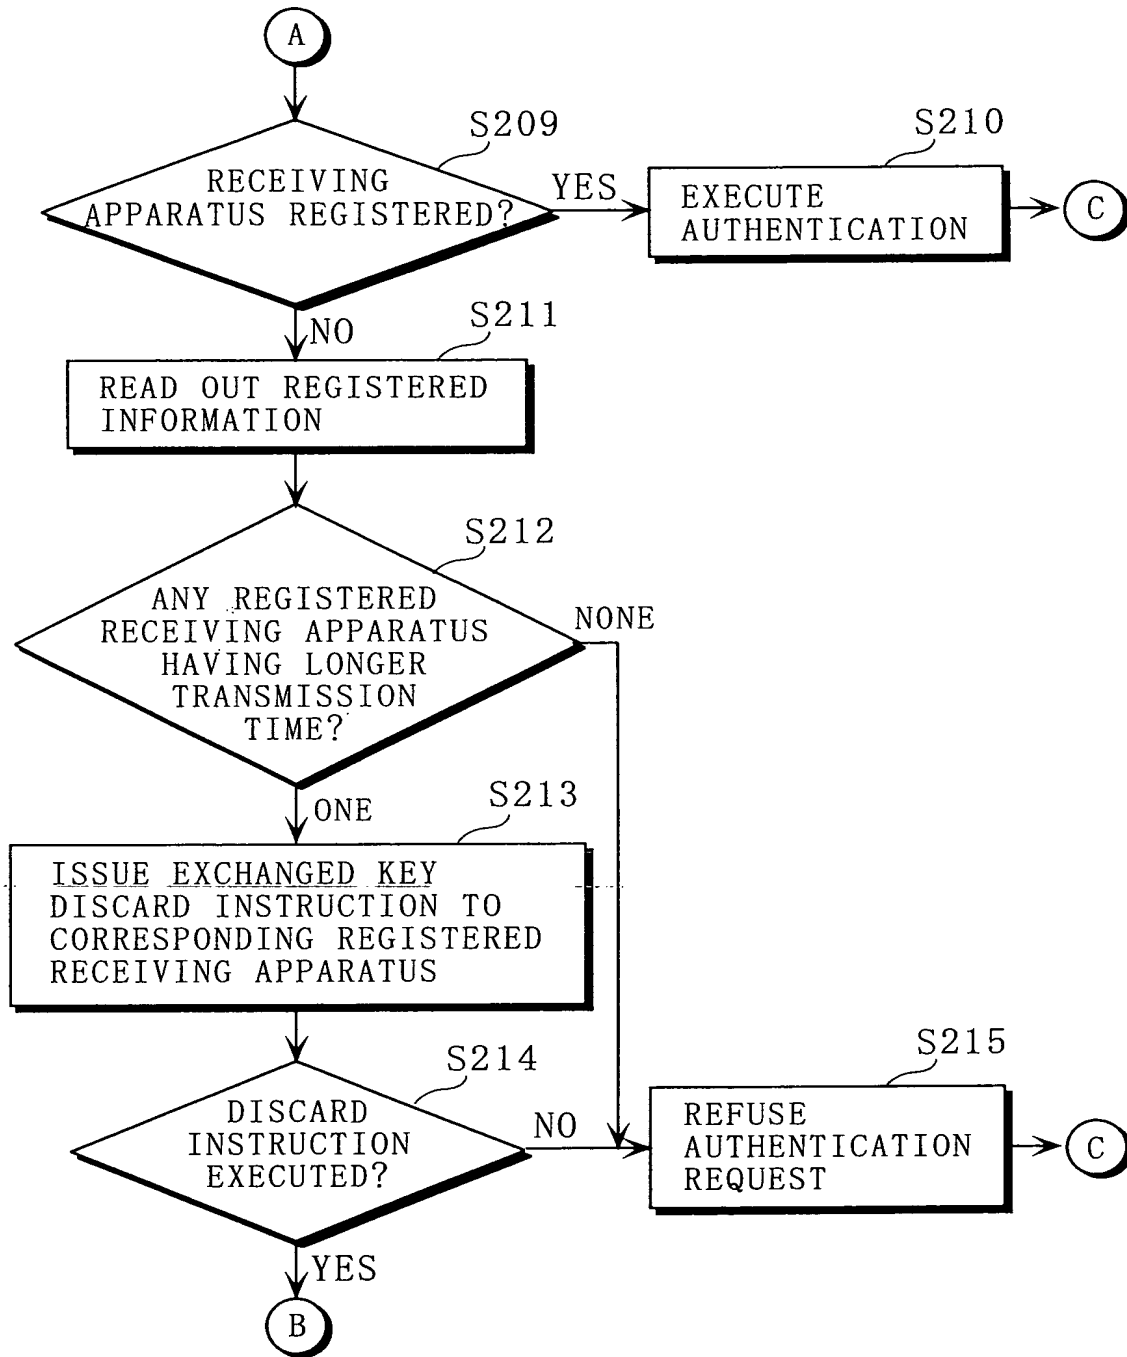 A
S209
RECEIVING
APPARATUS REGISTERED?
YES
S210
EXECUTE
AUTHENTICATION
C
NO
S211
READ OUT REGISTERED
INFORMATION
S212
ANY REGISTERED
RECEIVING APPARATUS
HAVING LONGER
TRANSMISSION
TIME?
NONE
ONE
S213
ISSUE EXCHANGED KEY
DISCARD INSTRUCTION TO
CORRESPONDING REGISTERED
RECEIVING APPARATUS
S214
DISCARD
INSTRUCTION
EXECUTED?
NO
S215
REFUSE
AUTHENTICATION
REQUEST
C
YES
B